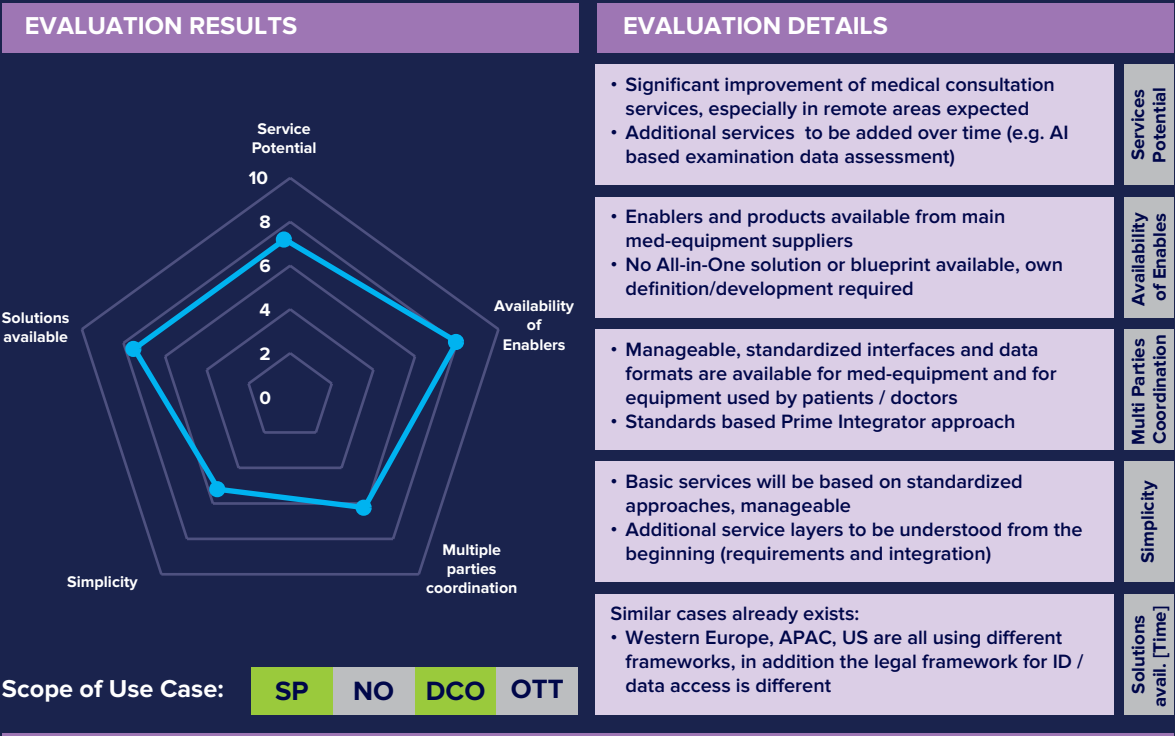 EVALUATION RESULTS
Service
Potential
10
8
6
4
2
0
Solutions
available
Availability
of
Enablers
Simplicity
Multiple
parties
coordination
Scope of Use Case:
SP NO DCO OTT
EVALUATION DETAILS
• Significant improvement of medical consultation
services, especially in remote areas expected
• Additional services to be added over time (e.g. AI
based examination data assessment)
Services
Potential
• Enablers and products available from main
med-equipment suppliers
• No All-in-One solution or blueprint available, own
definition/development required
Availability
of Enables
• Manageable, standardized interfaces and data
formats are available for med-equipment and for
equipment used by patients / doctors
• Standards based Prime Integrator approach
Multi Parties
Coordination
• Basic services will be based on standardized
approaches, manageable
• Additional service layers to be understood from the
beginning (requirements and integration)
Simplicity
Similar cases already exists:
• Western Europe, APAC, US are all using different
frameworks, in addition the legal framework for ID /
data access is different
Solutions
avail. [Time]